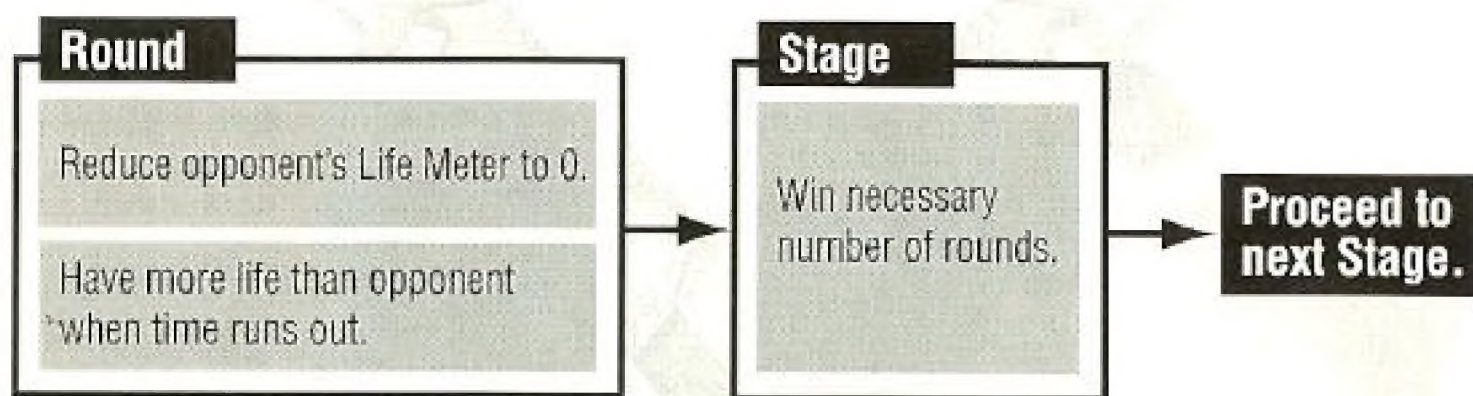 Round
Reduce opponent's Life Meter to 0.
Have more life than opponent
when time runs out.
Stage
Win necessary
number of rounds.
Proceed to
next Stage.